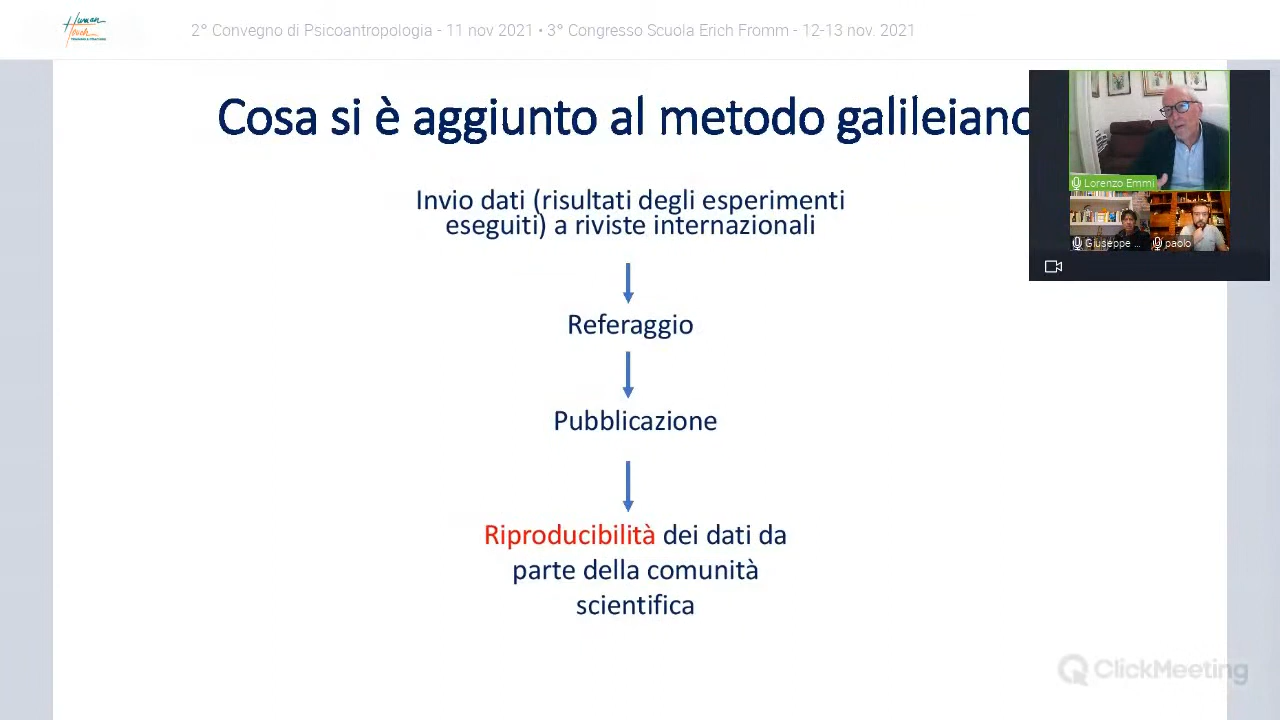 Human
Touch
2° Convegno di Psicoantropologia - 11 nov 2021 • 3° Congresso Scuola Erich Fromm - 12-13 nov. 2021
Cosa si è aggiunto al metodo galileiano
Invio dati (risultati degli esperimenti
eseguiti) a riviste internazionali
Referaggio
Pubblicazione
Riproducibilità dei dati da
parte della comunità
scientifica
Lorenzo Emmi
Giuseppe ...
paolo
ClickMeeting